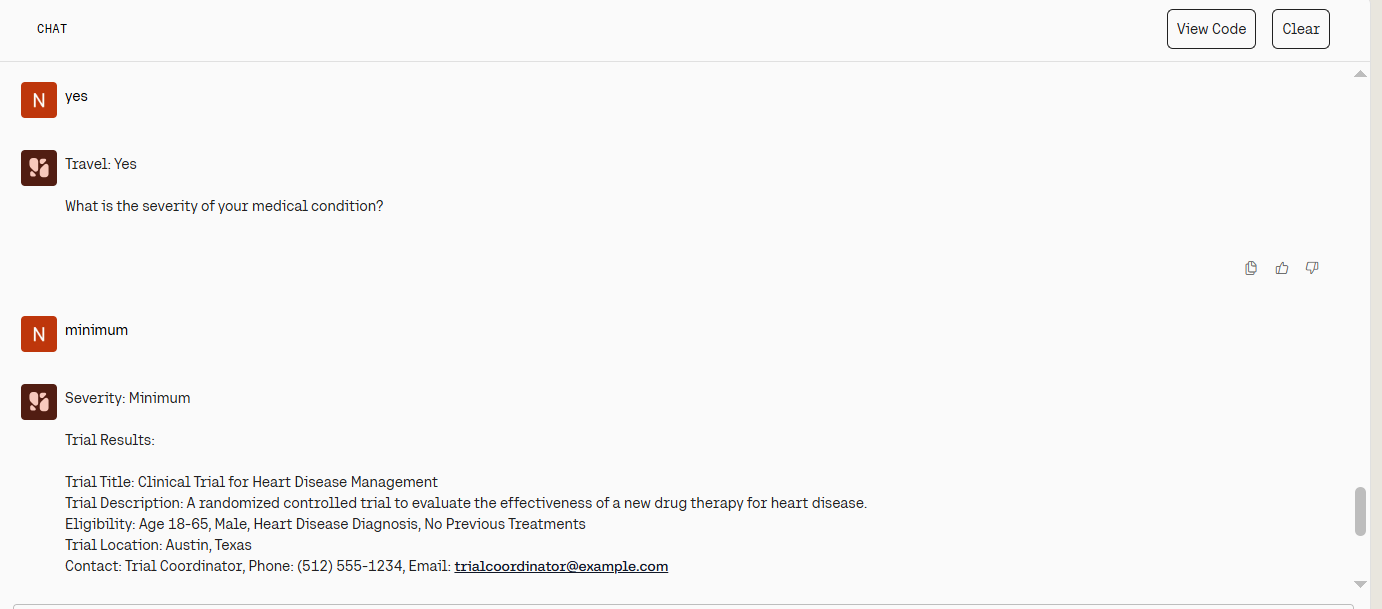 CHAT
View Code
Clear
N
yes
Travel: Yes
What is the severity of your medical condition?
N
minimum
Severity: Minimum
Trial Results:
Trial Title: Clinical Trial for Heart Disease Management
Trial Description: A randomized controlled trial to evaluate the effectiveness of a new drug therapy for heart disease.
Eligibility: Age 18-65, Male, Heart Disease Diagnosis, No Previous Treatments
Trial Location: Austin, Texas
Contact: Trial Coordinator, Phone: (512) 555-1234, Email: trialcoordinator@example.com